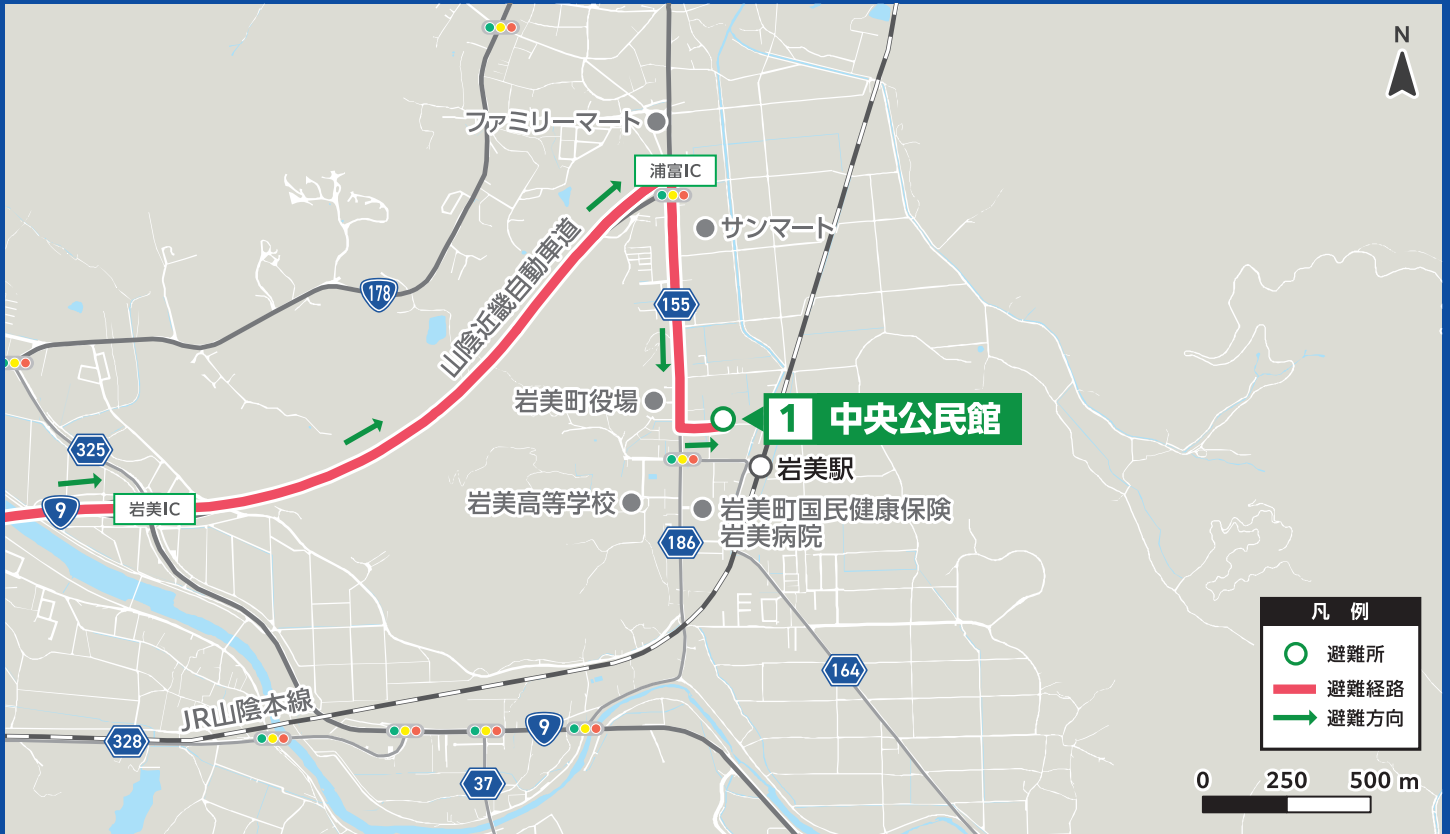 N
ファミリーマート
浦富IC
サンマート
山陰近畿自動車道
178
155
岩美町役場
1 中央公民館
325
岩美駅
9
岩美IC
岩美高等学校
岩美町国民健康保険
岩美病院
186
凡 例
避難所
避難経路
避難方向
164
JR山陰本線
9
328
37
0 250 500 m